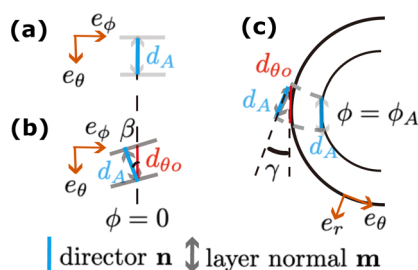 (a)
e_ϕ
e_θ
d_A
(b)
e_ϕ
β
d_θo
e_θ
d_A
ϕ = 0
(c)
d_θo
d_A
ϕ = ϕ_A
d_A
γ
e_r
e_θ
director n
layer normal m